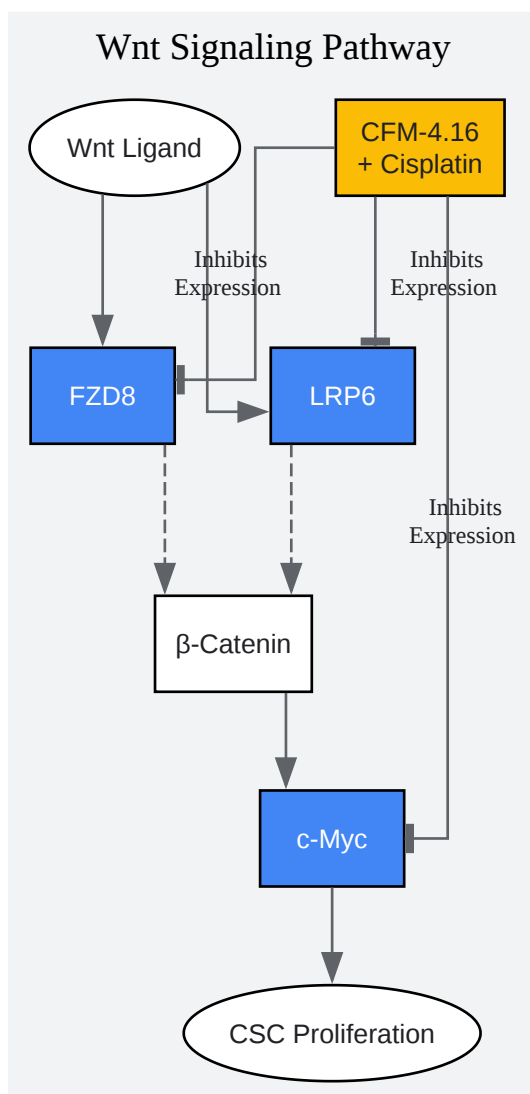 Wnt Signaling Pathway
Wnt Ligand
CFM-4.16
+ Cisplatin
Inhibits
Expression
Inhibits
Expression
FZD8
LRP6
Inhibits
Expression
β-Catenin
c-Myc
CSC Proliferation